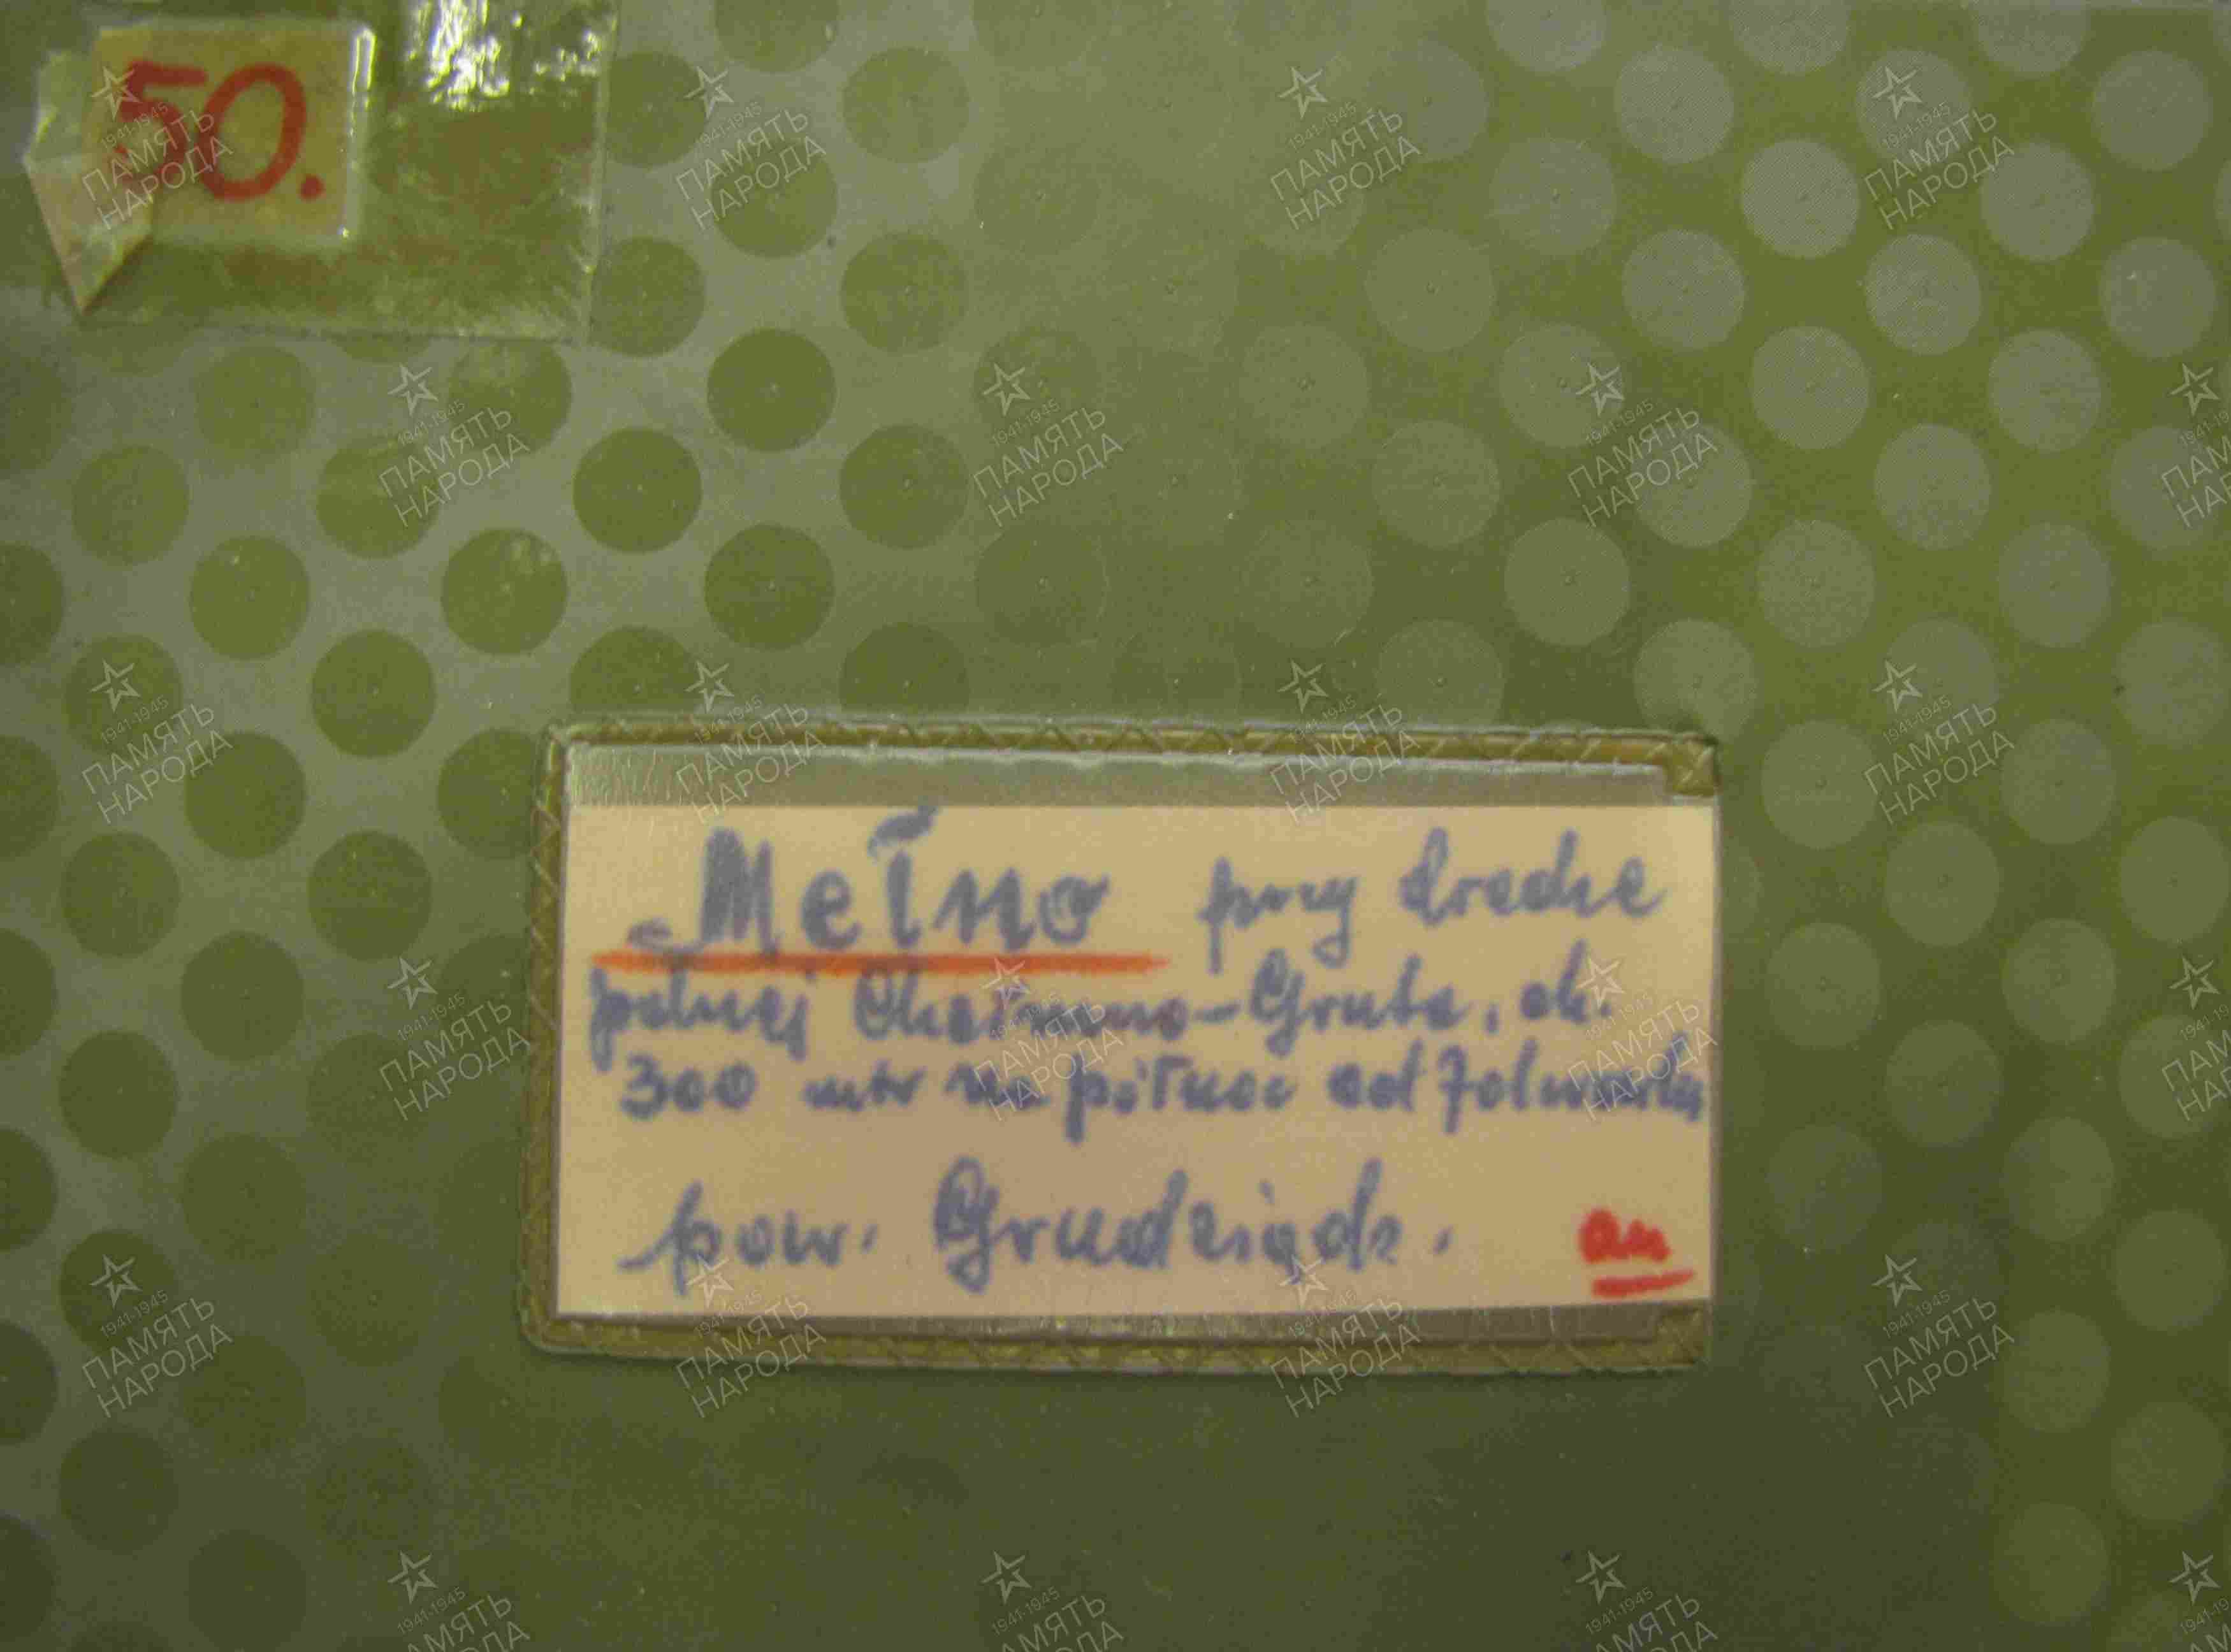 50.
Mełno przy drodze
polnej Chełmno-Gruta, ok.
300 mtr na północ od folwarku
pow. Grudziądz.
1941-1945
ПАМЯТЬ
НАРОДА